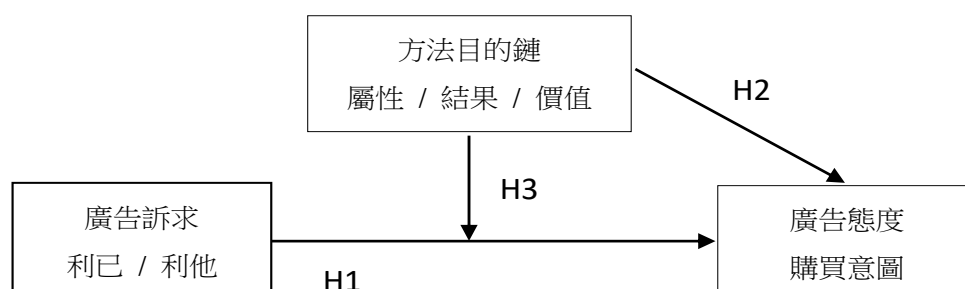 方法目的鏈
屬性 / 結果 / 價值
H2
H3
廣告訴求
利已 / 利他
廣告態度
購買意圖
H1